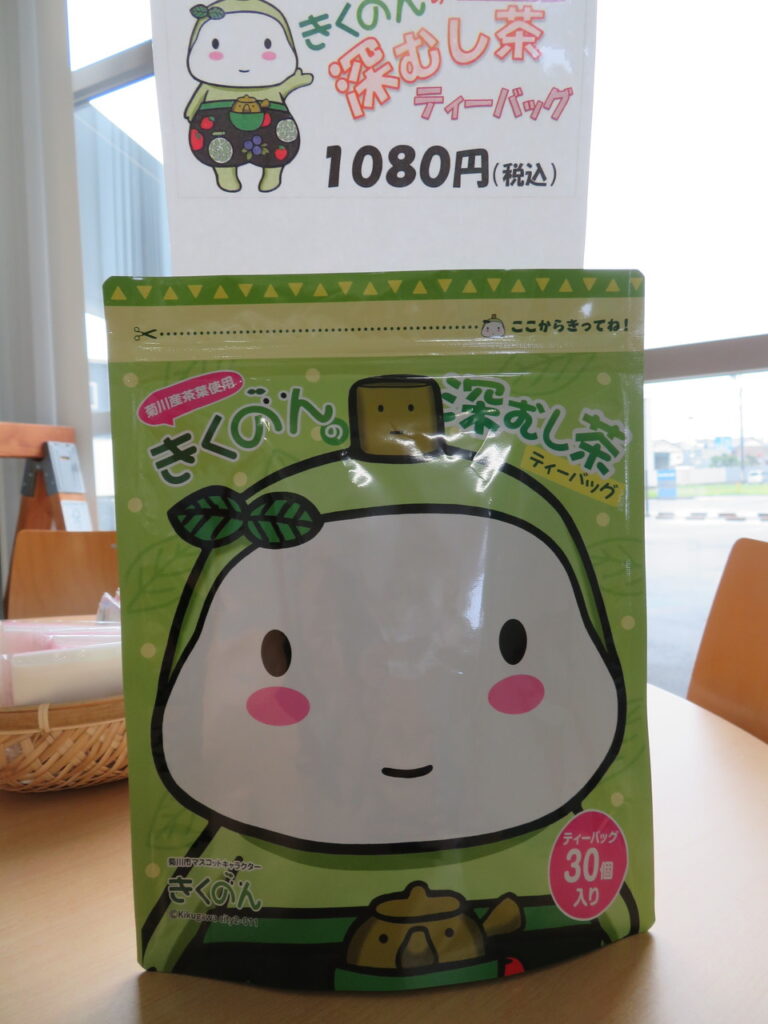 きくのん
深むし茶
ティーバッグ
1080円(税込)
ここからきってね!
菊川産茶葉使用
きくのんの
深むし茶
ティーバッグ
ティーバッグ
30個
入り
菊川市マスコットキャラクター
きくのん
©Kikugawa city2-011